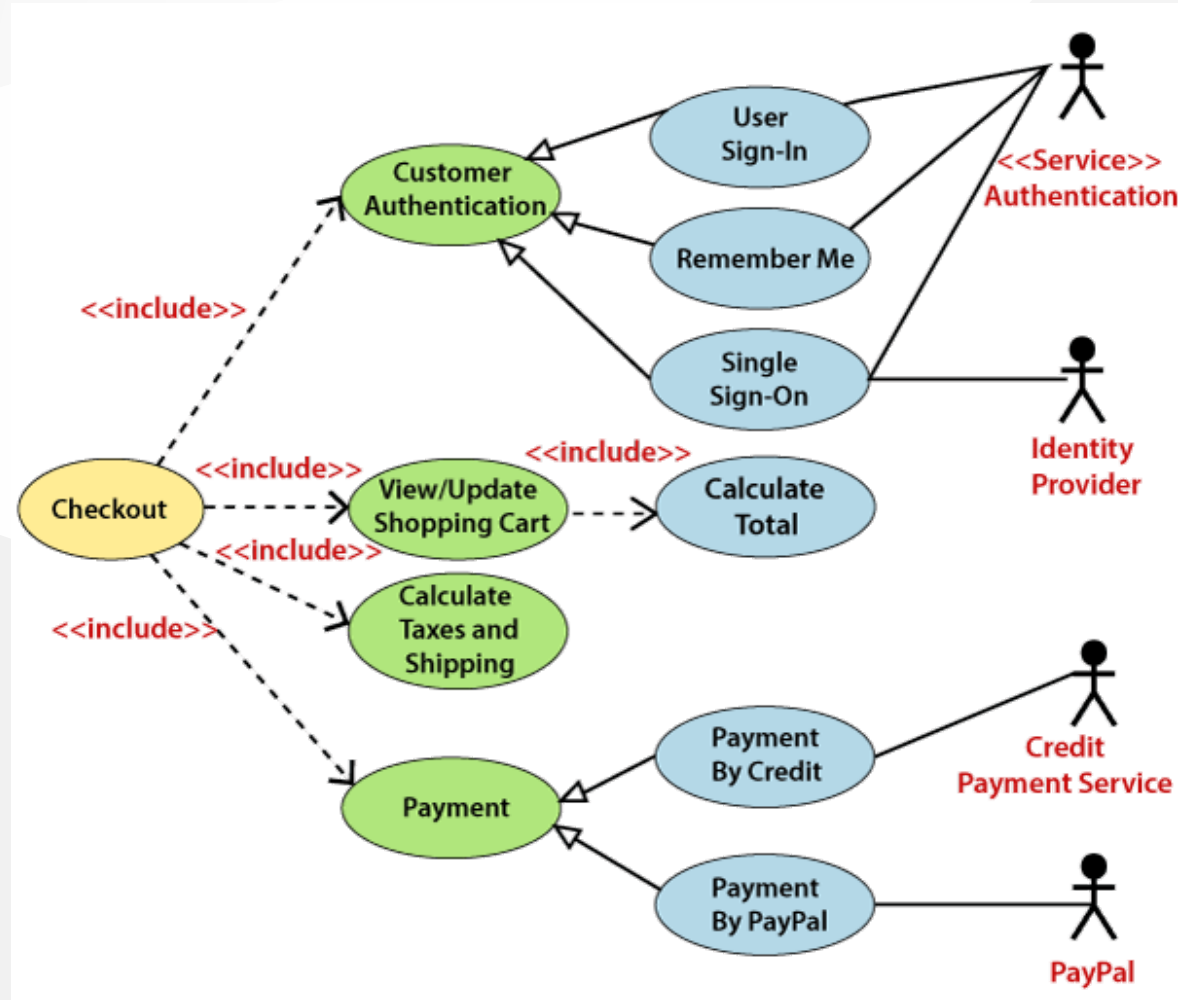 User
Sign-In
<<Service>>
Authentication
Customer
Authentication
Remember Me
<<include>>
Single
Sign-On
Identity
Provider
<<include>>
<<include>>
Checkout
View/Update
Shopping Cart
Calculate
Total
<<include>>
Calculate
Taxes and
Shipping
<<include>>
Payment
By Credit
Credit
Payment Service
Payment
Payment
By PayPal
PayPal